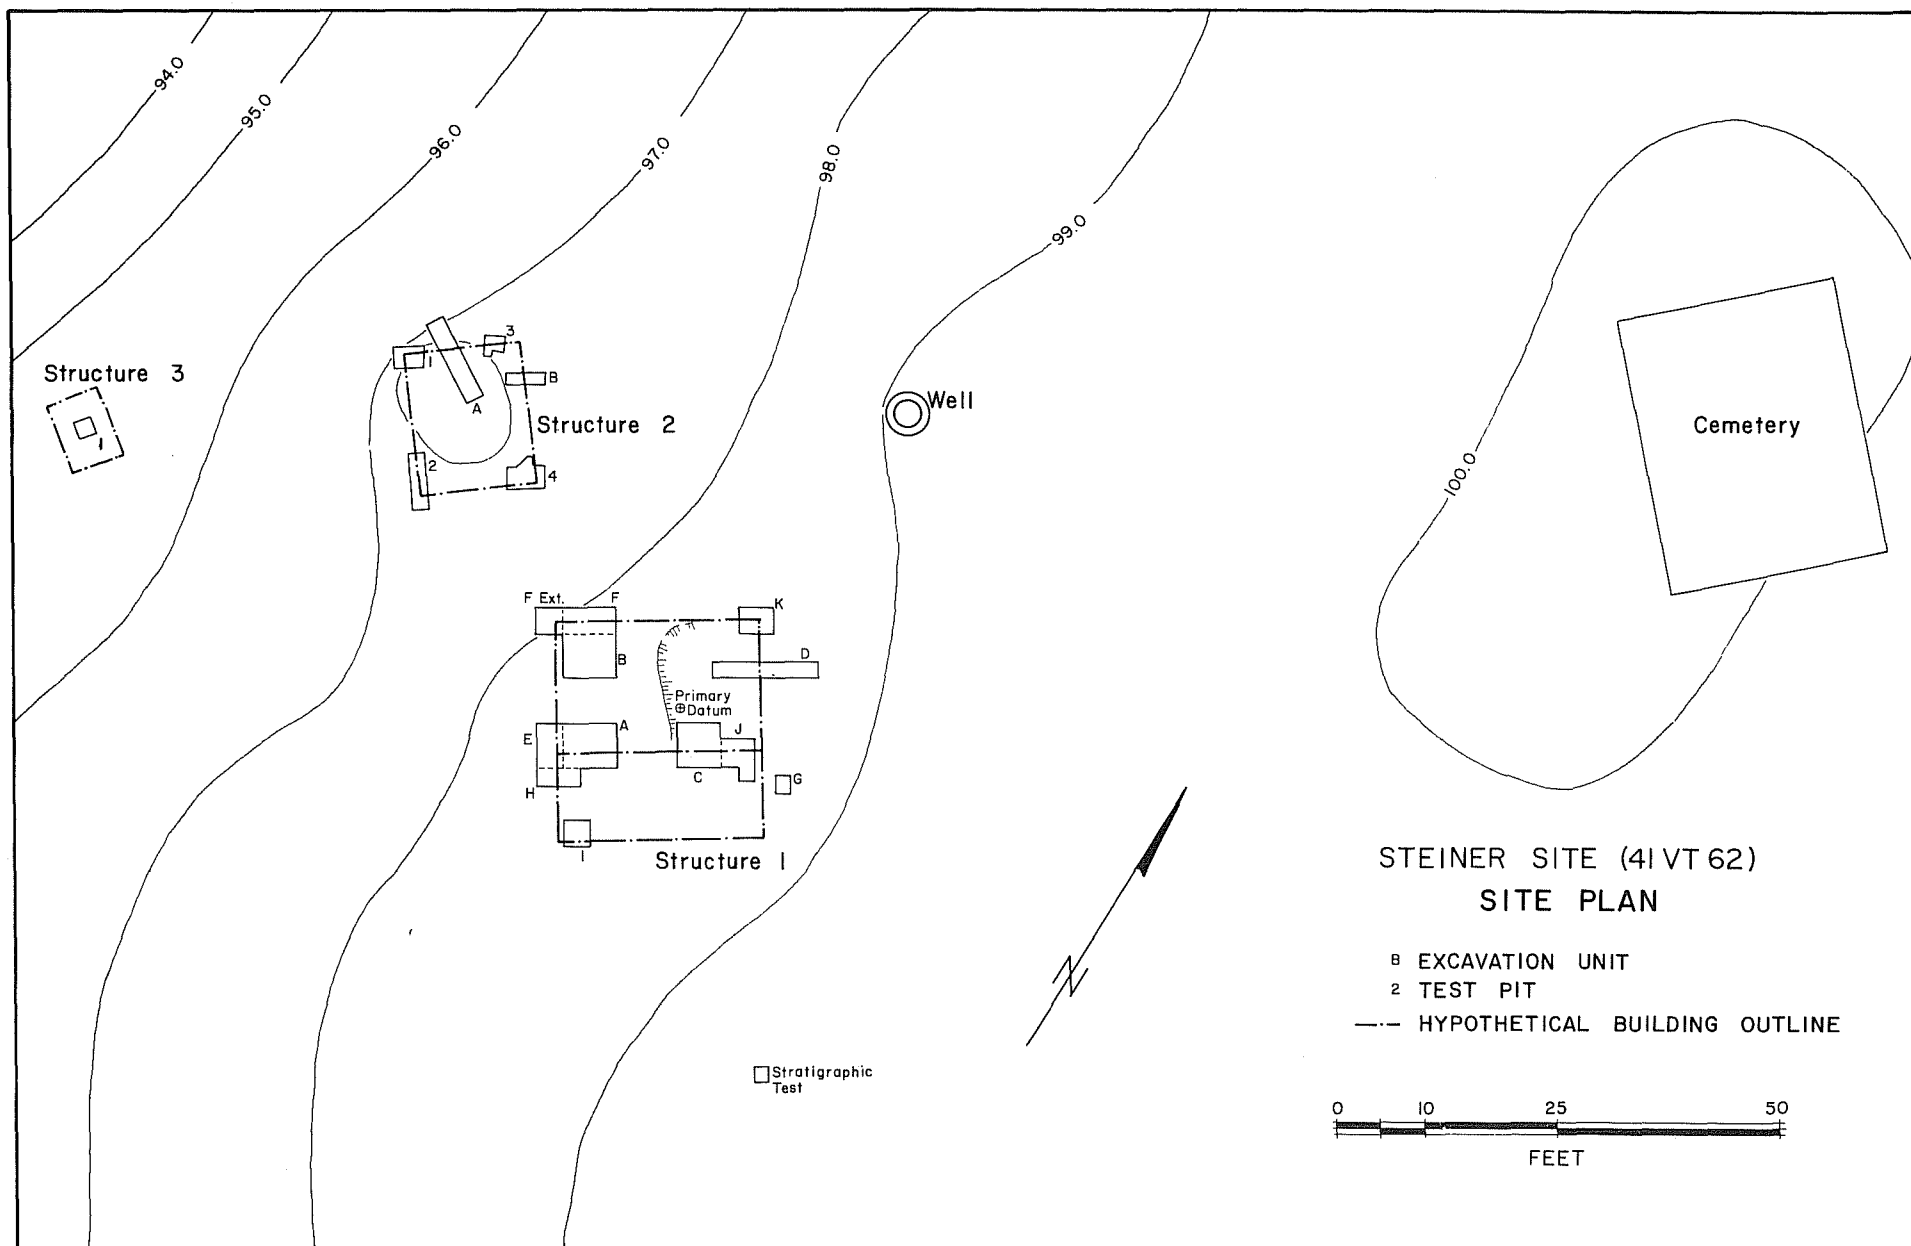 94.0
95.0
96.0
97.0
98.0
99.0
100.0
Structure 3
1
1
3
B
A
Structure 2
2
4
Well
Cemetery
F Ext. F
K
B
D
Primary
Datum
E
A
J
C
G
H
I
Structure 1
N
Stratigraphic
Test
STEINER SITE (41 VT 62)
SITE PLAN
B EXCAVATION UNIT
2 TEST PIT
HYPOTHETICAL BUILDING OUTLINE
0 10 25 50
FEET